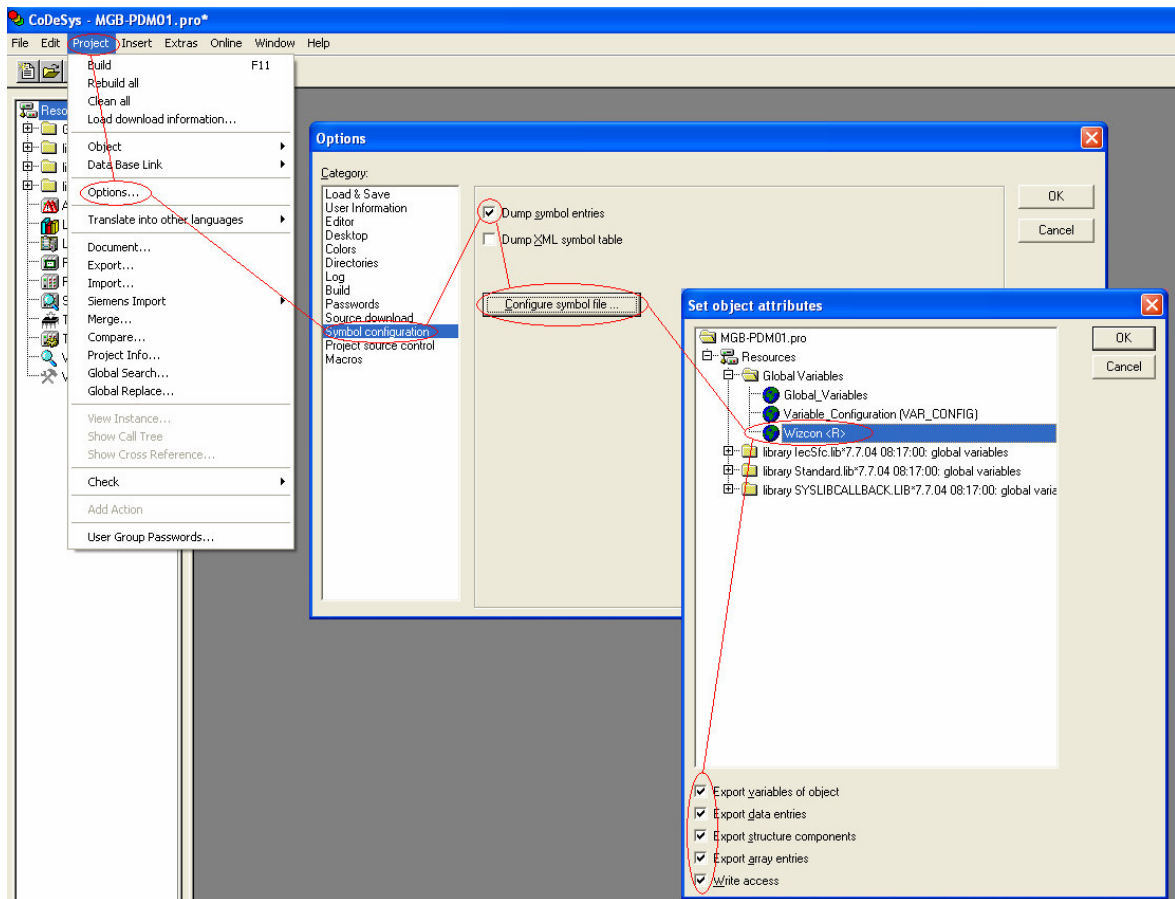 CoDeSys - MGB-PDM01.pro*
File Edit Project Insert Extras Online Window Help
Build F11
Rebuild all
Clean all
Load download information...
Object
Data Base Link
Options...
Translate into other languages
Document...
Export...
Import...
Siemens Import
Merge...
Compare...
Project Info...
Global Search...
Global Replace...
View Instance...
Show Call Tree
Show Cross Reference...
Check
Add Action
User Group Passwords...
Options
Category:
Load & Save
User Information
Editor
Desktop
Colors
Directories
Log
Build
Passwords
Source download
Symbol configuration
Project source control
Macros
Dump symbol entries
Dump XML symbol table
Configure symbol file ...
OK
Cancel
Set object attributes
MGB-PDM01.pro
Resources
Global Variables
Global_Variables
Variable_Configuration (VAR_CONFIG)
Wizcon <R>
library IecSfc.lib*7.7.04 08:17:00: global variables
library Standard.lib*7.7.04 08:17:00: global variables
library SYSLIBCALLBACK.LIB*7.7.04 08:17:00: global varia
OK
Cancel
Export variables of object
Export data entries
Export structure components
Export array entries
Write access